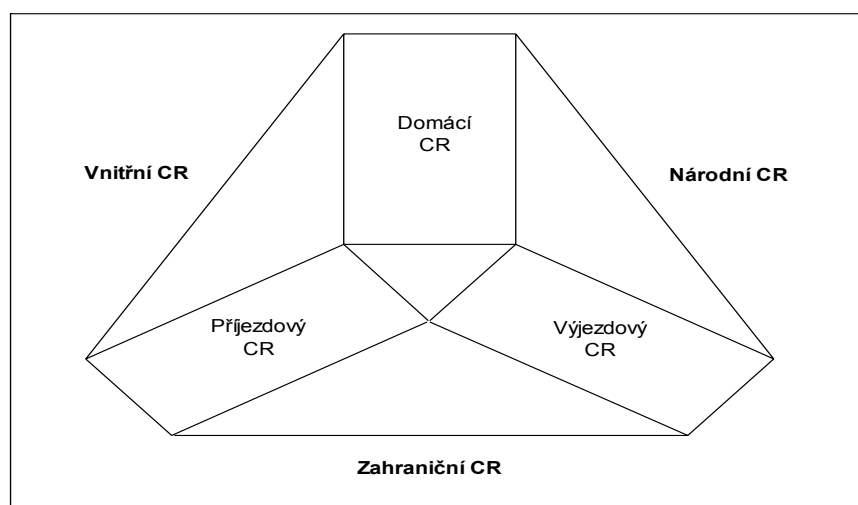 Domácí
CR
Vnitřní CR
Národní CR
Příjezdový
CR
Výjezdový
CR
Zahraniční CR